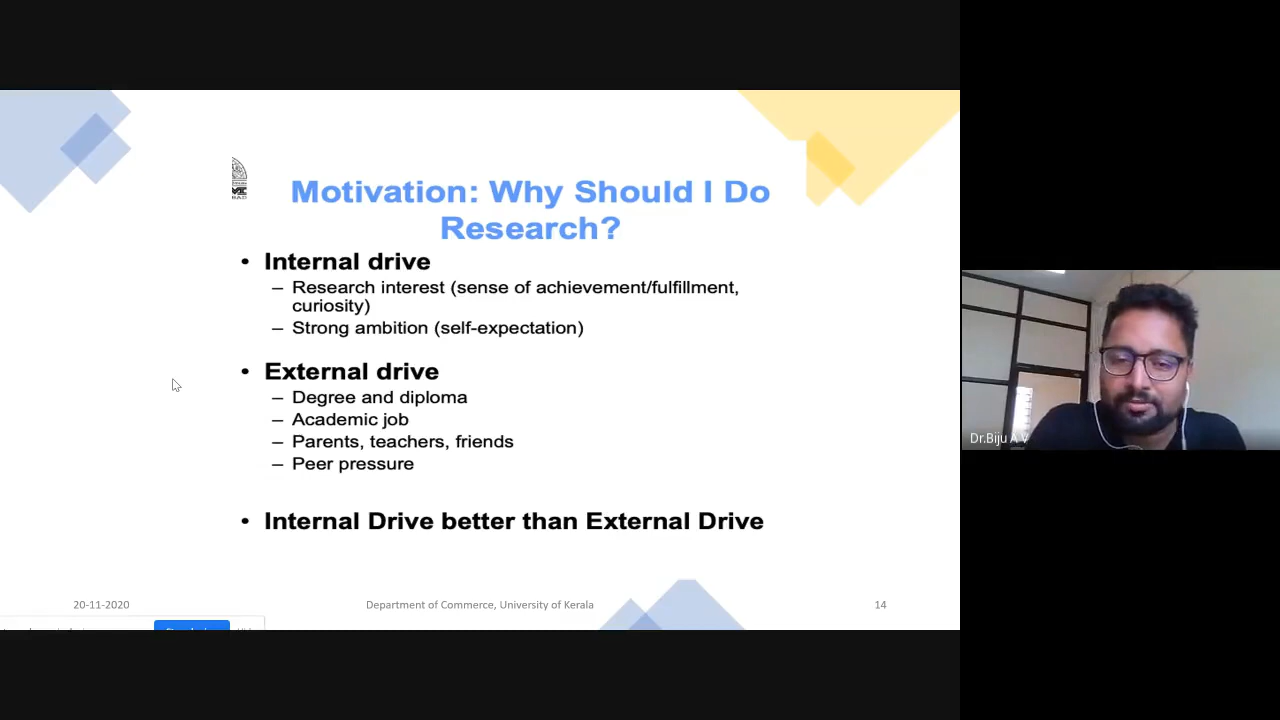 Motivation: Why Should I Do
Research?
• Internal drive
– Research interest (sense of achievement/fulfillment,
curiosity)
– Strong ambition (self-expectation)
• External drive
– Degree and diploma
– Academic job
– Parents, teachers, friends
– Peer pressure
• Internal Drive better than External Drive
20-11-2020
Department of Commerce, University of Kerala
14
Dr.Biju A V